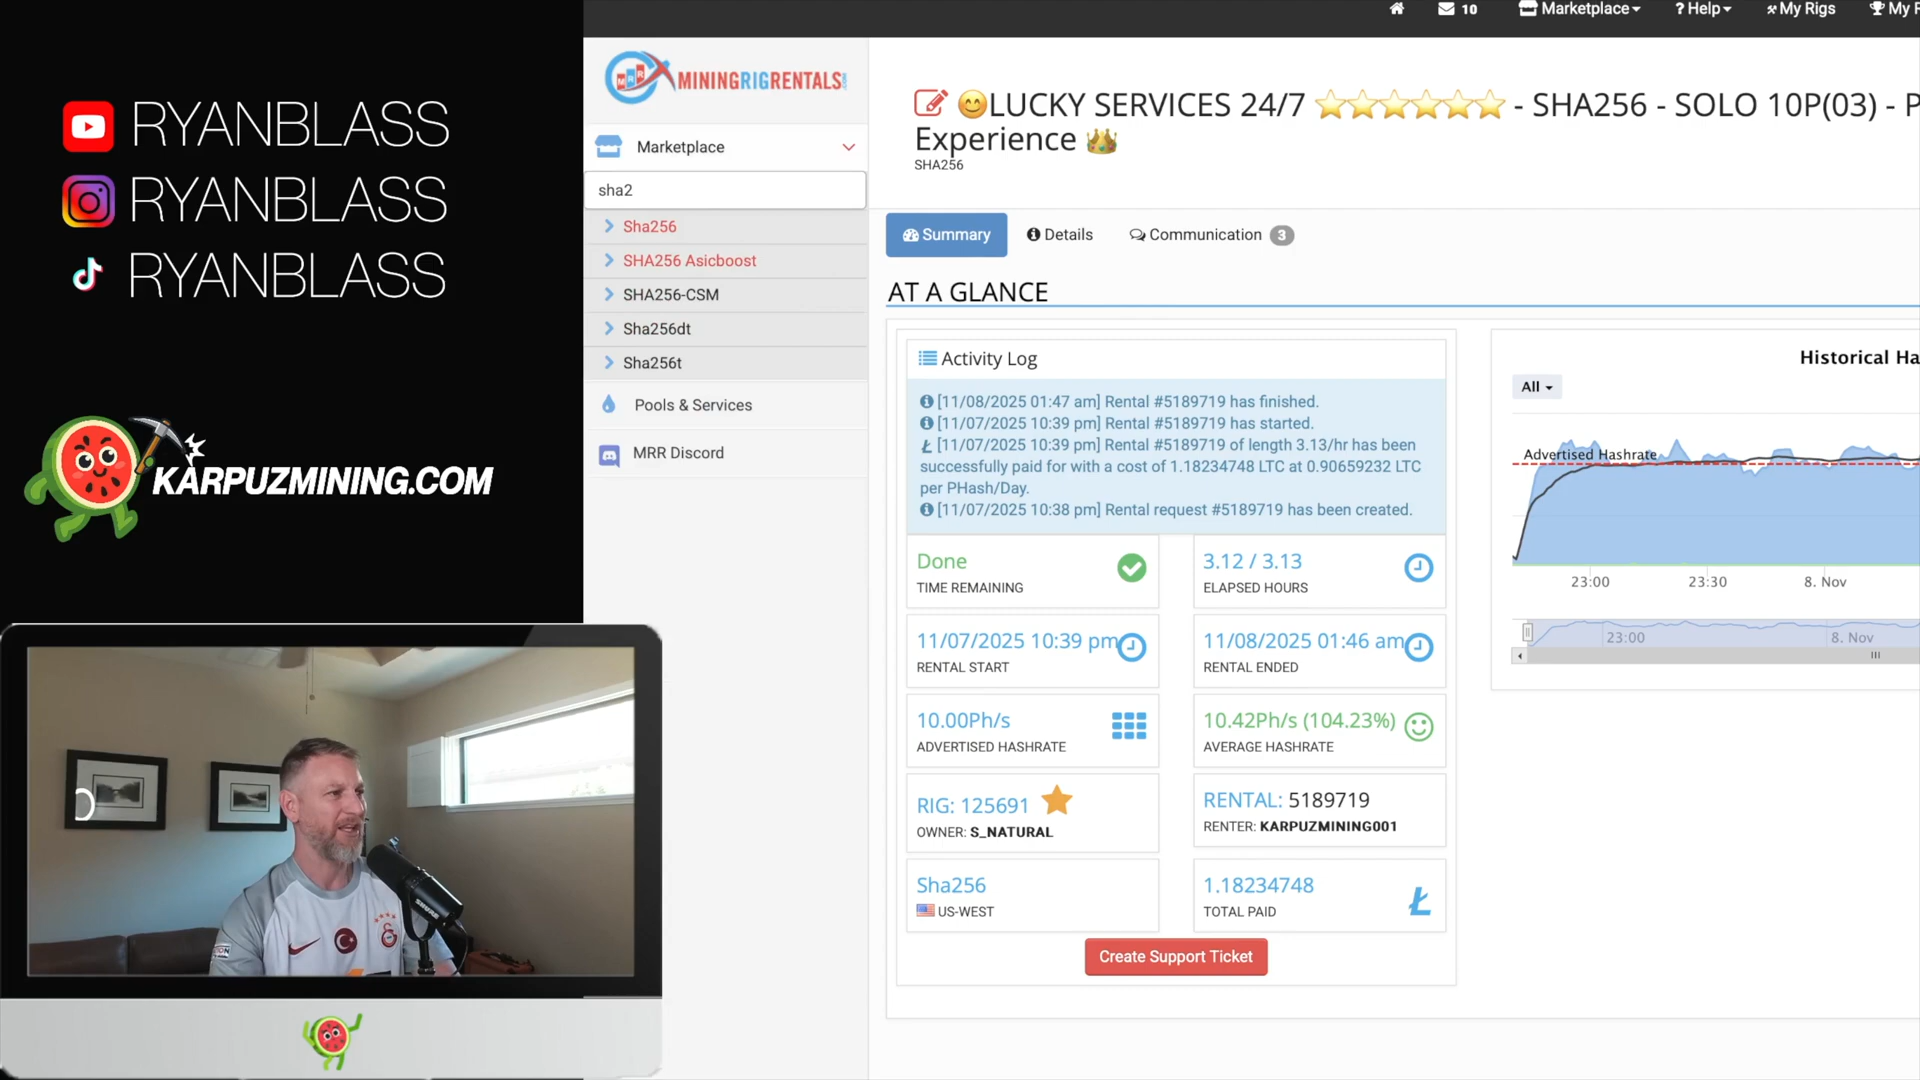 RYANBLASS
RYANBLASS
RYANBLASS
KARPUZMINING.COM
10
Marketplace
? Help
My Rigs
My
MRR
MININGRIGRENTALS
.COM
Marketplace
sha2
Sha256
SHA256 Asicboost
SHA256-CSM
Sha256dt
Sha256t
Pools & Services
MRR Discord
😊LUCKY SERVICES 24/7 ⭐⭐⭐⭐⭐⭐ - SHA256 - SOLO 10P(03) - P
Experience 👑
SHA256
Summary
Details
Communication 3
AT A GLANCE
Activity Log
[11/08/2025 01:47 am] Rental #5189719 has finished.
[11/07/2025 10:39 pm] Rental #5189719 has started.
Ł [11/07/2025 10:39 pm] Rental #5189719 of length 3.13/hr has been
successfully paid for with a cost of 1.18234748 LTC at 0.90659232 LTC
per PHash/Day.
[11/07/2025 10:38 pm] Rental request #5189719 has been created.
Done
TIME REMAINING
3.12 / 3.13
ELAPSED HOURS
11/07/2025 10:39 pm
RENTAL START
11/08/2025 01:46 am
RENTAL ENDED
10.00Ph/s
ADVERTISED HASHRATE
10.42Ph/s (104.23%)
AVERAGE HASHRATE
RIG: 125691
OWNER: S_NATURAL
RENTAL: 5189719
RENTER: KARPUZMINING001
Sha256
US-WEST
1.18234748
TOTAL PAID
Ł
Create Support Ticket
Historical Ha
All
Advertised Hashrate
23:00
23:30
8. Nov
23:00
8. Nov
SHURE